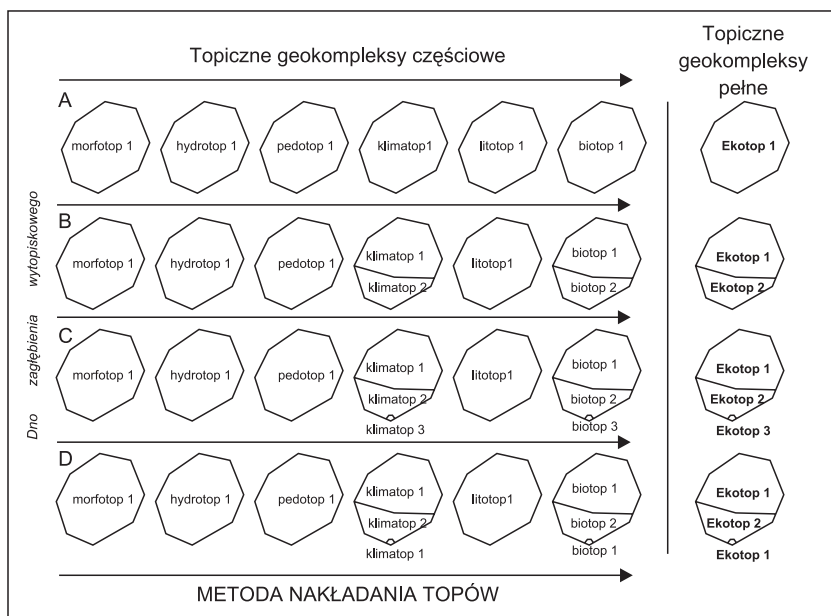 Topiczne geokompleksy częściowe
Topiczne
geokompleksy
pełne
A
morfotop 1 hydrotop 1 pedotop 1 klimatop1 litotop 1 biotop 1 Ekotop 1
B
morfotop 1 hydrotop 1 pedotop 1 klimatop 1 litotop1 biotop 1 Ekotop 1
klimatop 2 biotop 2 Ekotop 2
C
morfotop 1 hydrotop 1 pedotop 1 klimatop 1 litotop1 biotop 1 Ekotop 1
klimatop 2 biotop 2 Ekotop 2
klimatop 3 biotop 3 Ekotop 3
D
morfotop 1 hydrotop 1 pedotop 1 klimatop 1 litotop1 biotop 1 Ekotop 1
klimatop 2 biotop 2 Ekotop 2
klimatop 1 biotop 1 Ekotop 1
Dno zagłębienia wytopiskowego
METODA NAKŁADANIA TOPÓW